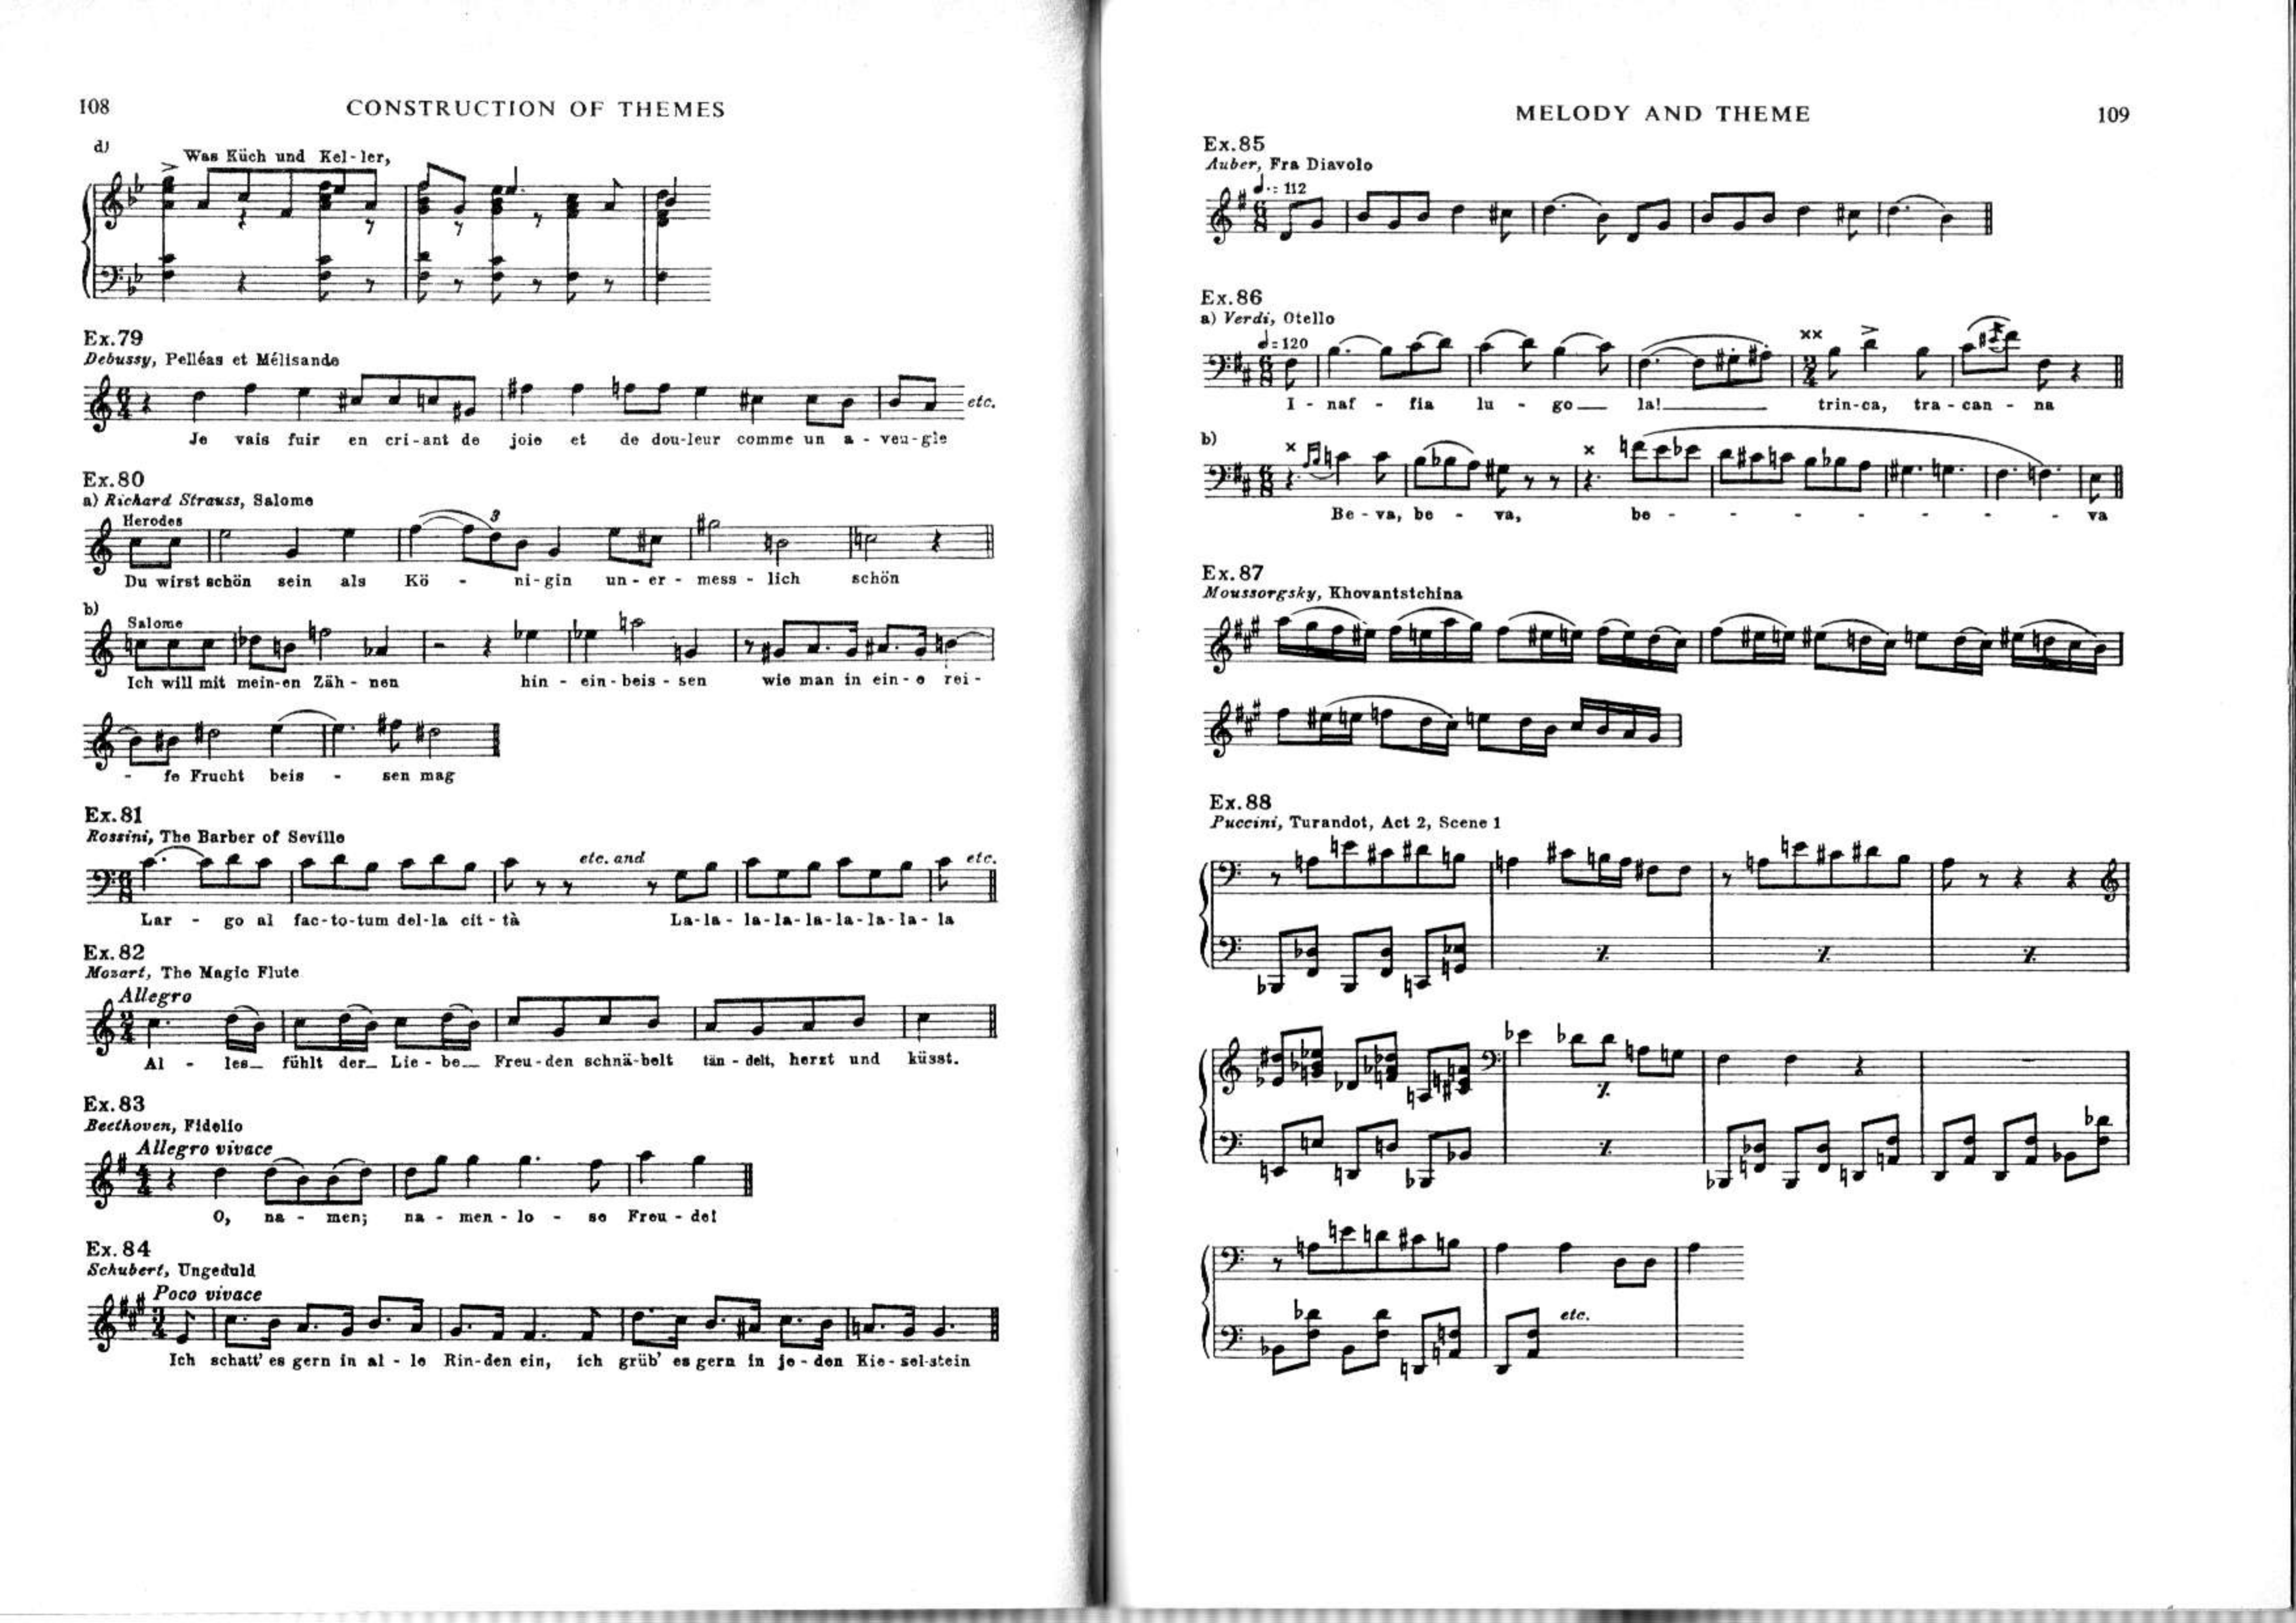 108
CONSTRUCTION OF THEMES
d)
Was Küch und Kel-ler,
Ex.79
Debussy, Pelléas et Mélisande
etc.
Je vais fuir en cri-ant de joie et de dou-leur comme un a-veu-gle
Ex.80
a) Richard Strauss, Salome
Herodes
3
Du wirst schön sein als Kö - ni-gin un-er-mess-lich schön
b)
Salome
Ich will mit mein-en Zäh-nen hin-ein-beis-sen wie man in ein-e rei-
- fe Frucht beis - sen mag
Ex.81
Rossini, The Barber of Seville
etc. and
etc.
Lar - go al fac-to-tum del-la cit-tà La-la-la-la-la-la-la-la-la
Ex.82
Mozart, The Magic Flute
Allegro
Al - les fühlt der Lie-be Freu-den schnä-belt tän-delt, herzt und küsst.
Ex.83
Beethoven, Fidelio
Allegro vivace
O, na-men; na-men-lo-se Freu-de!
Ex.84
Schubert, Ungeduld
Poco vivace
Ich schatt' es gern in al-le Rin-den ein, ich grüb' es gern in je-den Kie-sel-stein
MELODY AND THEME
109
Ex.85
Auber, Fra Diavolo
♩.= 112
Ex.86
a) Verdi, Otello
♩=120
xx
I-naf-fia lu-go la! trin-ca, tra-can-na
b)
x
x
Be-va, be-va, be - - - - - - va
Ex.87
Moussorgsky, Khovantstchina
Ex.88
Puccini, Turandot, Act 2, Scene 1
etc.